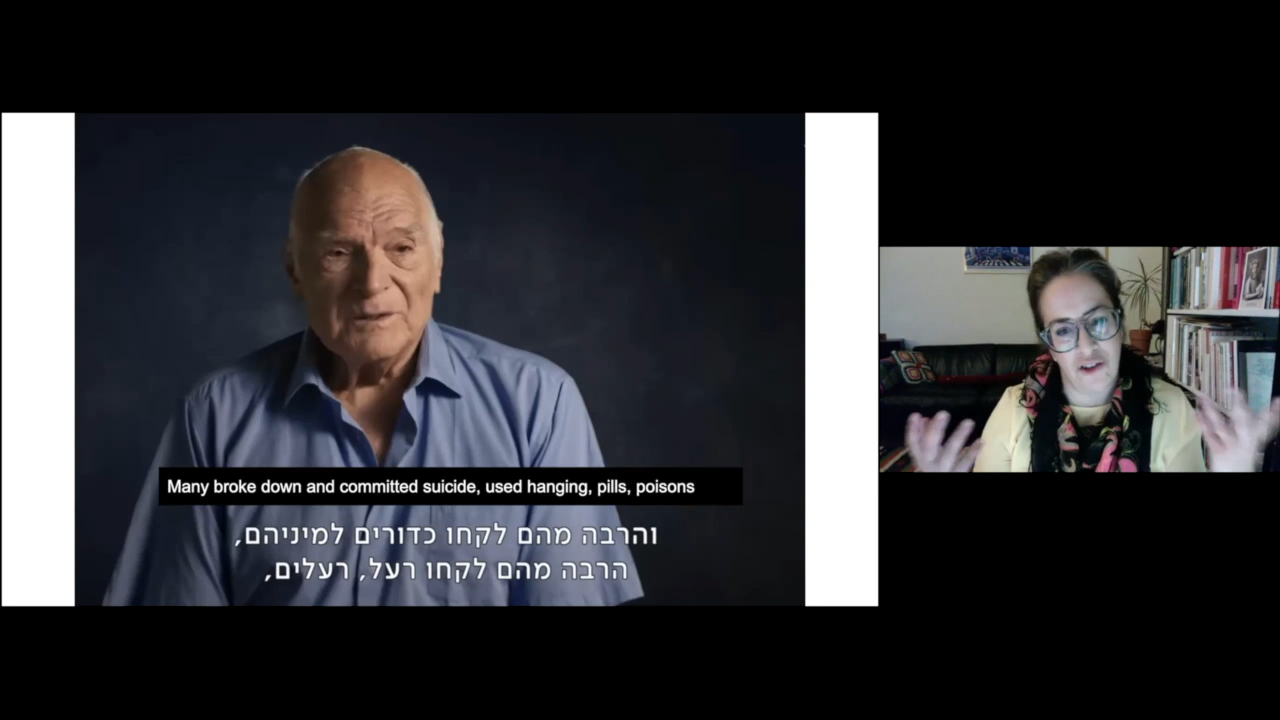 Many broke down and committed suicide, used hanging, pills, poisons
והרבה מהם לקחו כדורים למיניהם,
הרבה מהם לקחו רעל, רעלים,